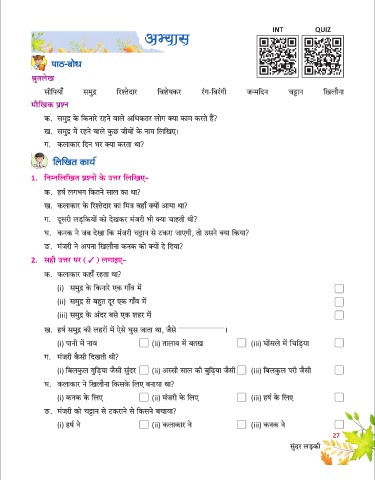 अभ्यास
INT QUIZ
पाठ-बोध
श्रुतलेख
सीपियाँ समुद्र रिश्तेदार विशेषकर रंग-बिरंगी जन्मदिन चट्टान खिलौना
मौखिक प्रश्न
क. समुद्र के किनारे रहने वाले अधिकतर लोग क्या काम करते हैं?
ख. समुद्र में रहने वाले कुछ जीवों के नाम लिखिए।
ग. कलाकार दिन भर क्या करता था?
लिखित कार्य
1. निम्नलिखित प्रश्नों के उत्तर लिखिए–
क. हर्ष लगभग कितने साल का था?
ख. कलाकार के रिश्तेदार का मित्र वहाँ क्यों आया था?
ग. दूसरी लड़कियों को देखकर मंजरी भी क्या चाहती थी?
घ. कनक ने जब देखा कि मंजरी चट्टान से टकरा जाएगी, तो उसने क्या किया?
ङ. मंजरी ने अपना खिलौना कनक को क्यों दे दिया?
2. सही उत्तर पर ( ✓ ) लगाइए–
क. कलाकार कहाँ रहता था?
(i) समुद्र के किनारे एक गाँव में
(ii) समुद्र से बहुत दूर एक गाँव में
(iii) समुद्र के अंदर बसे एक शहर में
ख. हर्ष समुद्र की लहरों में ऐसे घुस जाता था, जैसे ____________ ।
(i) पानी में नाव (ii) तालाब में बतख (iii) घोंसले में चिड़िया
ग. मंजरी कैसी दिखती थी?
(i) बिलकुल गुड़िया जैसी सुंदर (ii) अस्सी साल की बुढ़िया जैसी (iii) बिलकुल परी जैसी
घ. कलाकार ने खिलौना किसके लिए बनाया था?
(i) कनक के लिए (ii) मंजरी के लिए (iii) हर्ष के लिए
ङ. मंजरी को चट्टान से टकराने से किसने बचाया?
(i) हर्ष ने (ii) कलाकार ने (iii) कनक ने
27
सुंदर लड़की